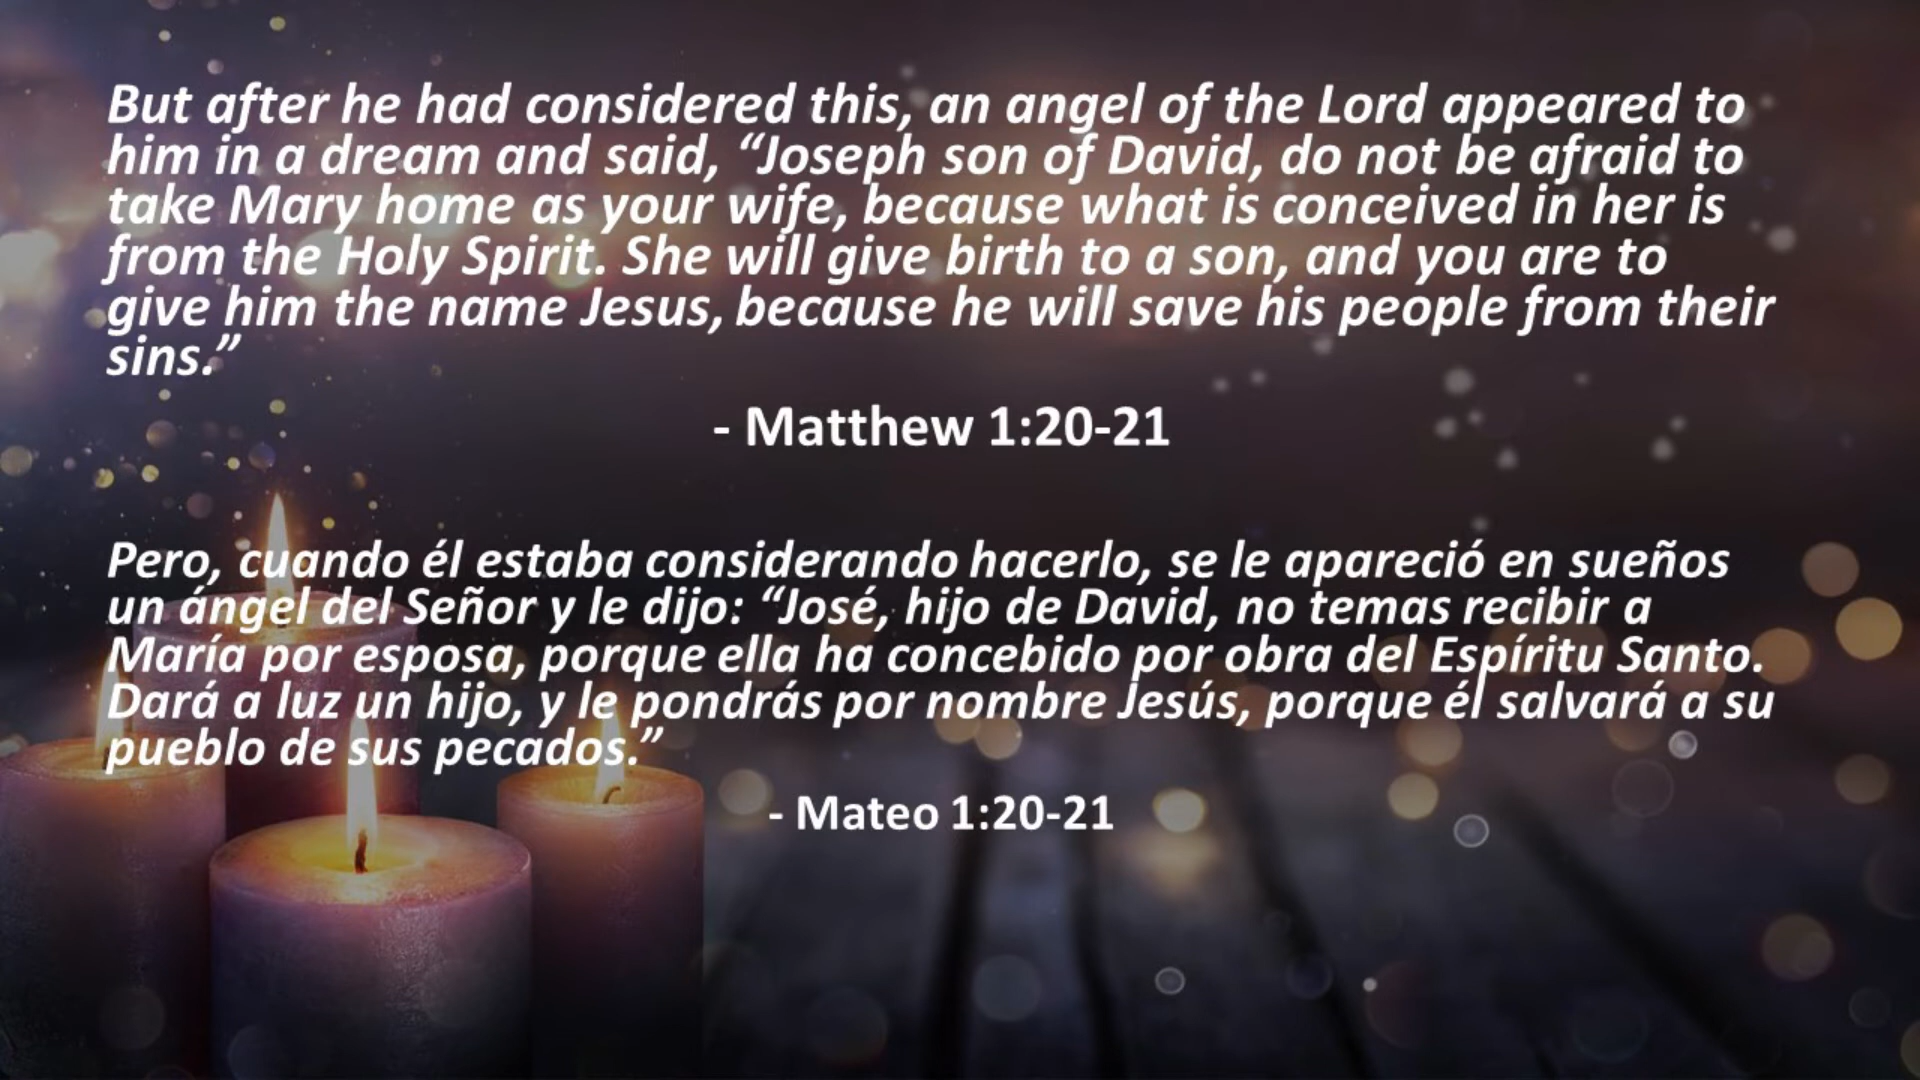 But after he had considered this, an angel of the Lord appeared to
him in a dream and said, “Joseph son of David, do not be afraid to
take Mary home as your wife, because what is conceived in her is
from the Holy Spirit. She will give birth to a son, and you are to
give him the name Jesus, because he will save his people from their
sins.”
- Matthew 1:20-21
Pero, cuando él estaba considerando hacerlo, se le apareció en sueños
un ángel del Señor y le dijo: “José, hijo de David, no temas recibir a
María por esposa, porque ella ha concebido por obra del Espíritu Santo.
Dará a luz un hijo, y le pondrás por nombre Jesús, porque él salvará a su
pueblo de sus pecados.”
- Mateo 1:20-21